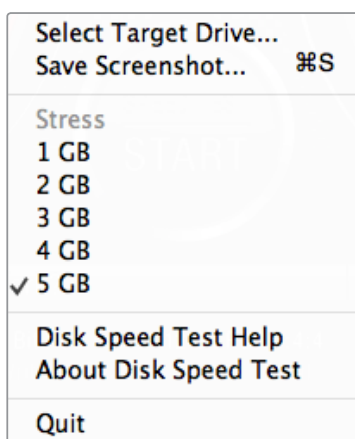 Select Target Drive...
Save Screenshot... ⌘S
Stress
1 GB
2 GB
3 GB
4 GB
✓ 5 GB
Disk Speed Test Help
About Disk Speed Test
Quit
START